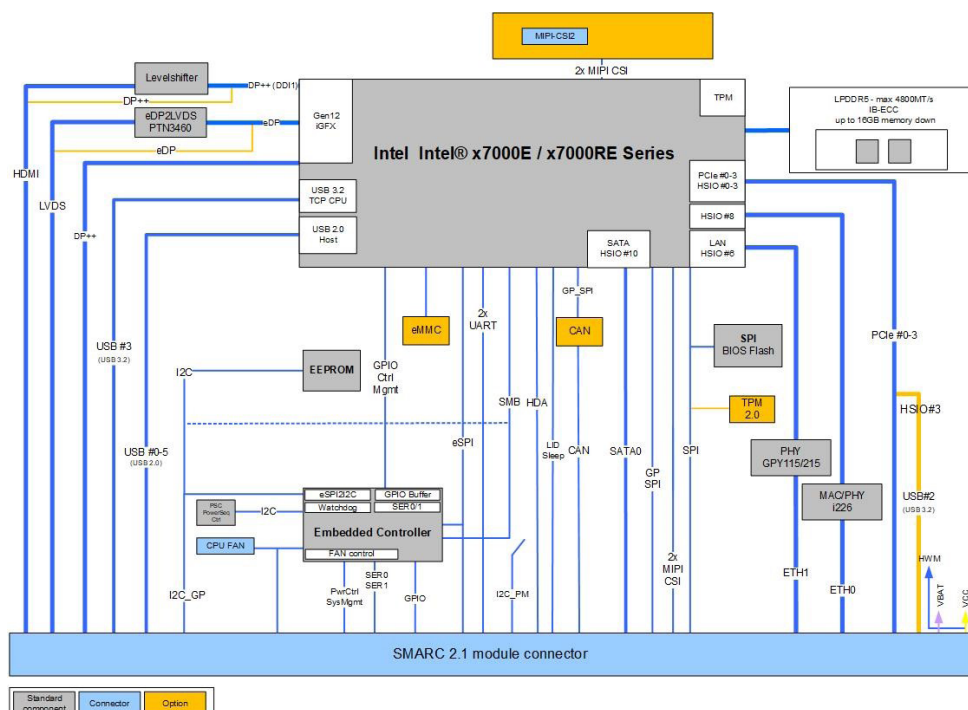 MIPI-CSI2
2x MIPI CSI
Levelshifter
DP++ (DDI1)
DP++
eDP2LVDS
PTN3460
eDP
eDP
Gen12
iGFX
TPM
Intel Intel® x7000E / x7000RE Series
LPDDR5 - max 4800MT/s
IB-ECC
up to 16GB memory down
HDMI
LVDS
DP++
USB 3.2
TCP CPU
USB 2.0
Host
PCIe #0-3
HSIO #0-3
HSIO #8
LAN
HSIO #6
SATA
HSIO #10
GP_SPI
eMMC
2x
UART
CAN
SPI
BIOS Flash
PCIe #0-3
USB #3
(USB 3.2)
I2C
EEPROM
GPIO
Ctrl
Mgmt
SMB
HDA
TPM
2.0
HSIO#3
USB #0-5
(USB 2.0)
eSPI
LID
Sleep
CAN
SATA0
GP
SPI
SPI
PHY
GPY115/215
MAC/PHY
i226
USB#2
(USB 3.2)
eSPI2I2C
GPIO Buffer
Watchdog
SER0/1
Embedded Controller
FAN control
PSC
PowerSeq
Ctrl
I2C
CPU FAN
I2C_GP
PwrCtrl
SysMgmt
SER0
SER1
GPIO
I2C_PM
2x
MIPI
CSI
ETH1
ETH0
HWM
VBAT
VCC
SMARC 2.1 module connector
Standard
component
Connector
Option